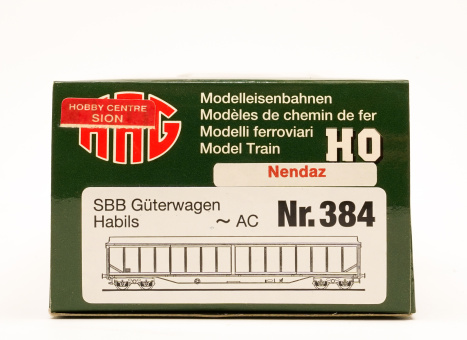 HOBBY CENTRE
SION
HAG
Modelleisenbahnen
Modèles de chemin de fer
Modelli ferroviari
Model Train
HO
Nendaz
SBB Güterwagen
Habils
~ AC
Nr.384